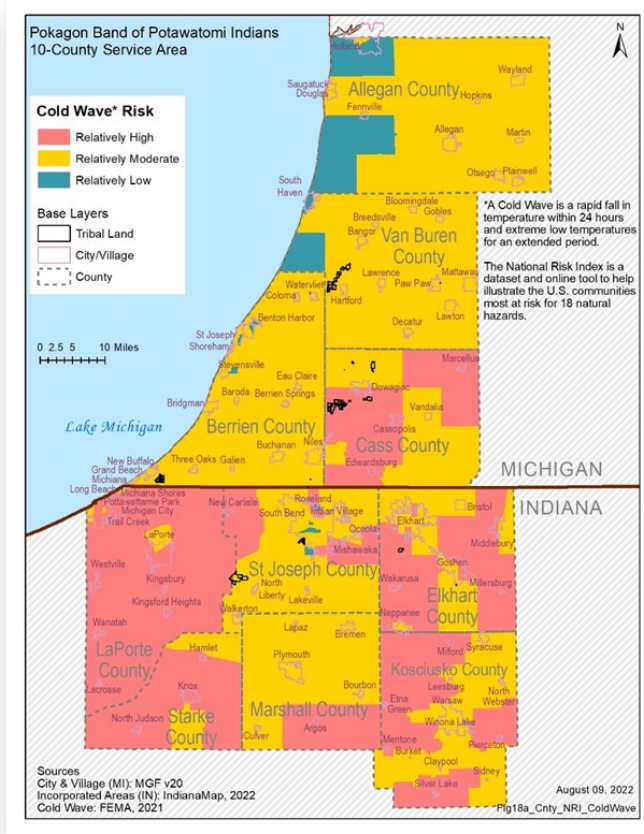 Pokagon Band of Potawatomi Indians
10-County Service Area
N
Cold Wave* Risk
Relatively High
Relatively Moderate
Relatively Low
Base Layers
Tribal Land
City/Village
County
0 2.5 5 10 Miles
*A Cold Wave is a rapid fall in
temperature within 24 hours
and extreme low temperatures
for an extended period.
The National Risk Index is a
dataset and online tool to help
illustrate the U.S. communities
most at risk for 18 natural
hazards.
Holland
Saugatuck
Douglas
Allegan County
Wayland
Hopkins
Fennville
Allegan
Martin
Otsego
Plainwell
South
Haven
Bloomingdale
Breedsville
Gobles
Bangor
Van Buren
County
Lawrence
Paw Paw
Mattawan
Hartford
Lawton
Decatur
Watervliet
Coloma
Benton Harbor
St Joseph
Shoreham
Stevensville
Eau Claire
Baroda
Berrien Springs
Bridgman
Berrien County
Buchanan
Niles
Three Oaks
Galien
New Buffalo
Grand Beach
Michiana
Long Beach
Lake Michigan
Marcellus
Dowagiac
Vandalia
Cassopolis
Cass County
Edwardsburg
MICHIGAN
INDIANA
Michiana Shores
Pottawattamie Park
Michigan City
Trail Creek
LaPorte
Westville
Kingsbury
Kingsford Heights
Wanatah
LaPorte
County
Lacrosse
New Carlisle
Roseland
South Bend
Indian Village
Osceola
Mishawaka
St Joseph County
North
Liberty
Lakeville
Walkerton
Elkhart
Bristol
Middlebury
Goshen
Wakarusa
Millersburg
Elkhart
County
Nappanee
Hamlet
Knox
North Judson
Starke
County
Lapaz
Bremen
Plymouth
Bourbon
Marshall County
Culver
Argos
Milford
Syracuse
Kosciusko County
Leesburg
North
Webster
Etna
Green
Warsaw
Winona Lake
Mentone
Burket
Pierceton
Claypool
Sidney
Silver Lake
Sources
City & Village (MI): MGF v20
Incorporated Areas (IN): IndianaMap, 2022
Cold Wave: FEMA, 2021
August 09, 2022
Plg18a_Cnty_NRI_ColdWave